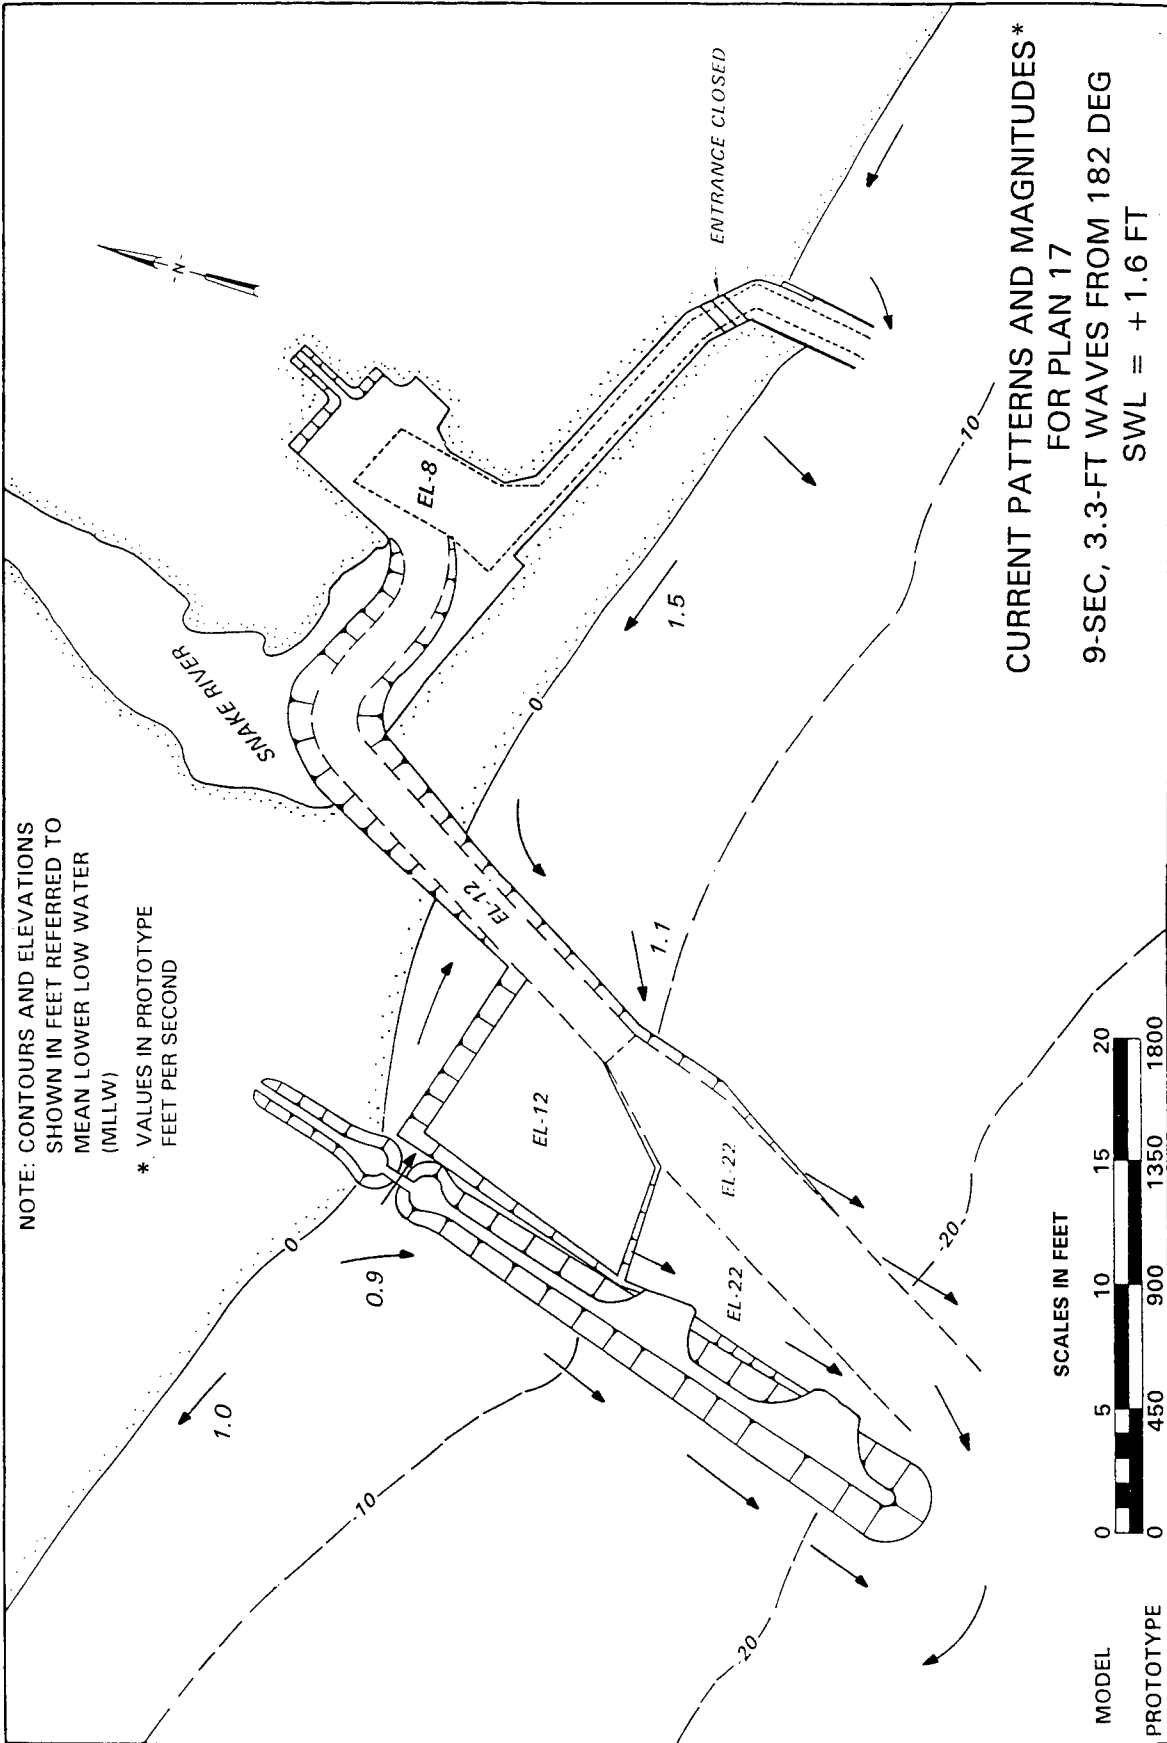 NOTE: CONTOURS AND ELEVATIONS
SHOWN IN FEET REFERRED TO
MEAN LOWER LOW WATER
(MLLW)
* VALUES IN PROTOTYPE
FEET PER SECOND
-N-
SNAKE RIVER
EL-8
ENTRANCE CLOSED
EL-12
EL-12
EL-22
EL-22
0
0
-10
-10
-20
-20
1.0
0.9
1.1
1.5
SCALES IN FEET
MODEL 0 5 10 15 20
PROTOTYPE 0 450 900 1350 1800
CURRENT PATTERNS AND MAGNITUDES*
FOR PLAN 17
9-SEC, 3.3-FT WAVES FROM 182 DEG
SWL = +1.6 FT